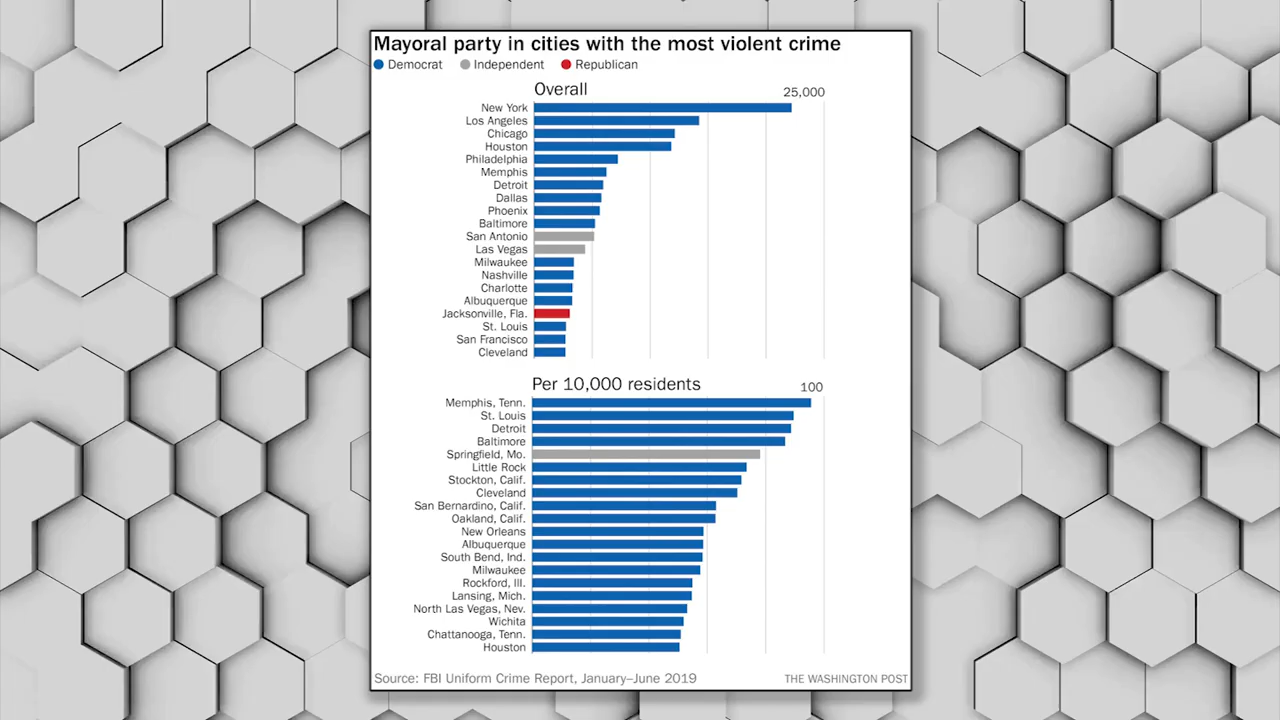 Mayoral party in cities with the most violent crime
Democrat Independent Republican
Overall
25,000
New York
Los Angeles
Chicago
Houston
Philadelphia
Memphis
Detroit
Dallas
Phoenix
Baltimore
San Antonio
Las Vegas
Milwaukee
Nashville
Charlotte
Albuquerque
Jacksonville, Fla.
St. Louis
San Francisco
Cleveland
Per 10,000 residents
100
Memphis, Tenn.
St. Louis
Detroit
Baltimore
Springfield, Mo.
Little Rock
Stockton, Calif.
Cleveland
San Bernardino, Calif.
Oakland, Calif.
New Orleans
Albuquerque
South Bend, Ind.
Milwaukee
Rockford, Ill.
Lansing, Mich.
North Las Vegas, Nev.
Wichita
Chattanooga, Tenn.
Houston
Source: FBI Uniform Crime Report, January–June 2019
THE WASHINGTON POST